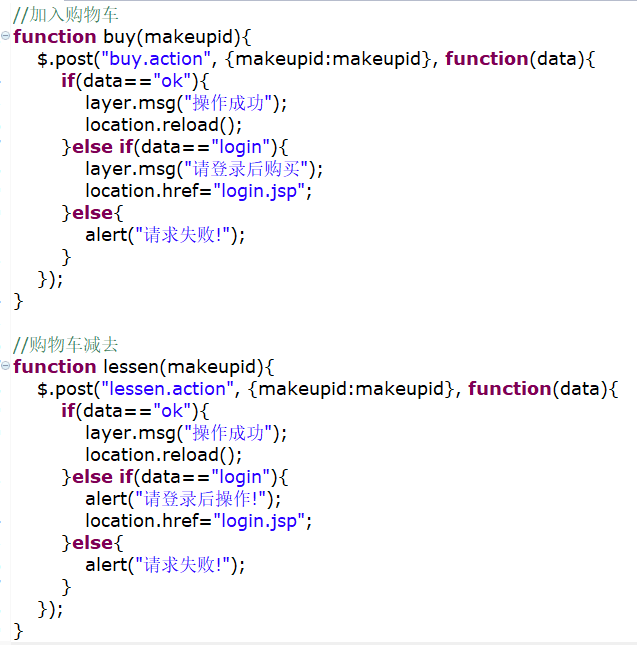 //加入购物车
function buy(makeupid){
    $.post("buy.action", {makeupid:makeupid}, function(data){
        if(data=="ok"){
            layer.msg("操作成功");
            location.reload();
        }else if(data=="login"){
            layer.msg("请登录后购买");
            location.href="login.jsp";
        }else{
            alert("请求失败!");
        }
    });
}

//购物车减去
function lessen(makeupid){
    $.post("lessen.action", {makeupid:makeupid}, function(data){
        if(data=="ok"){
            layer.msg("操作成功");
            location.reload();
        }else if(data=="login"){
            alert("请登录后操作!");
            location.href="login.jsp";
        }else{
            alert("请求失败!");
        }
    });
}